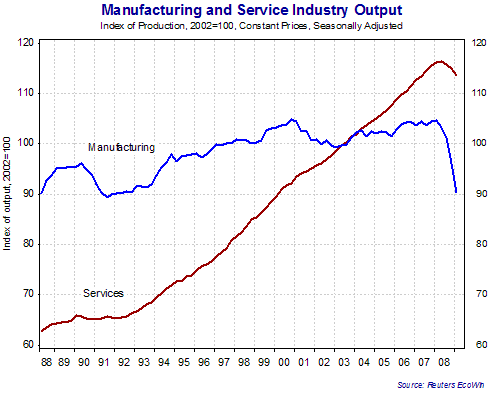 Manufacturing and Service Industry Output
Index of Production, 2002=100, Constant Prices, Seasonally Adjusted
120 120
110 110
100 100
Manufacturing
90 90
80 80
70 70
Services
60 60
Index of output, 2002=100
88 89 90 91 92 93 94 95 96 97 98 99 00 01 02 03 04 05 06 07 08
Source: Reuters EcoWin